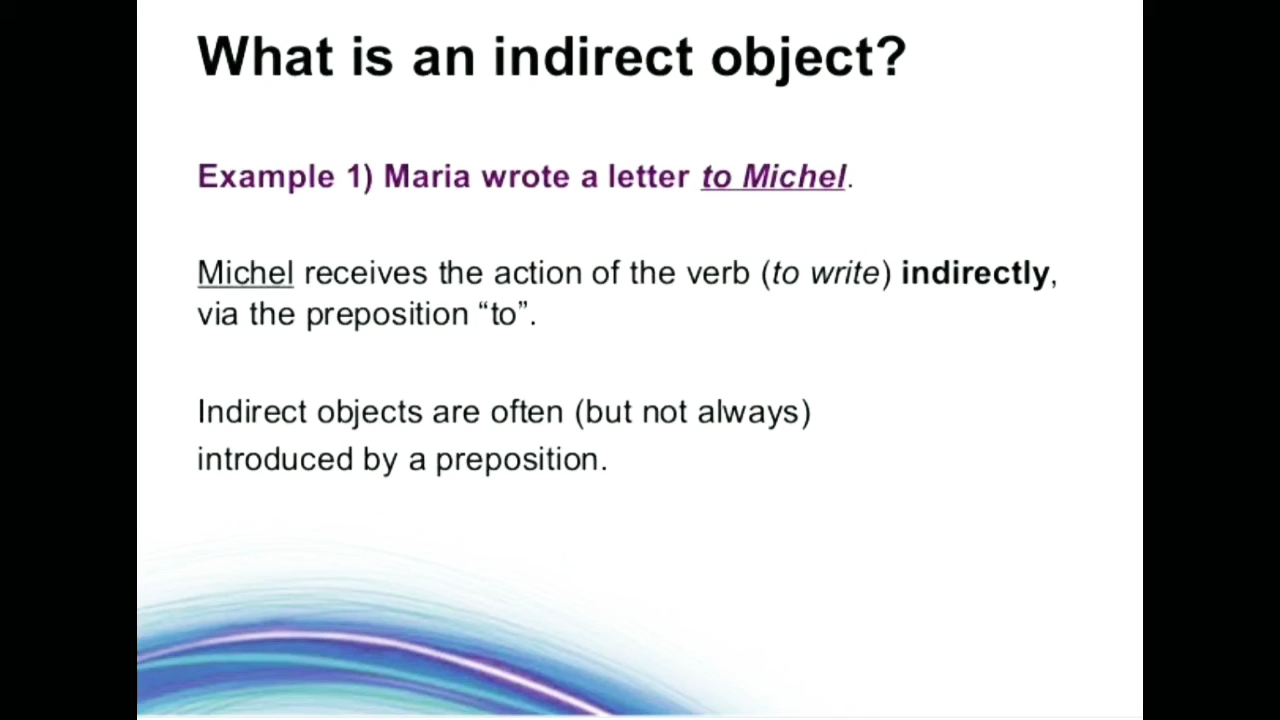 What is an indirect object?
Example 1) Maria wrote a letter to Michel.
Michel receives the action of the verb (to write) indirectly,
via the preposition “to”.
Indirect objects are often (but not always)
introduced by a preposition.